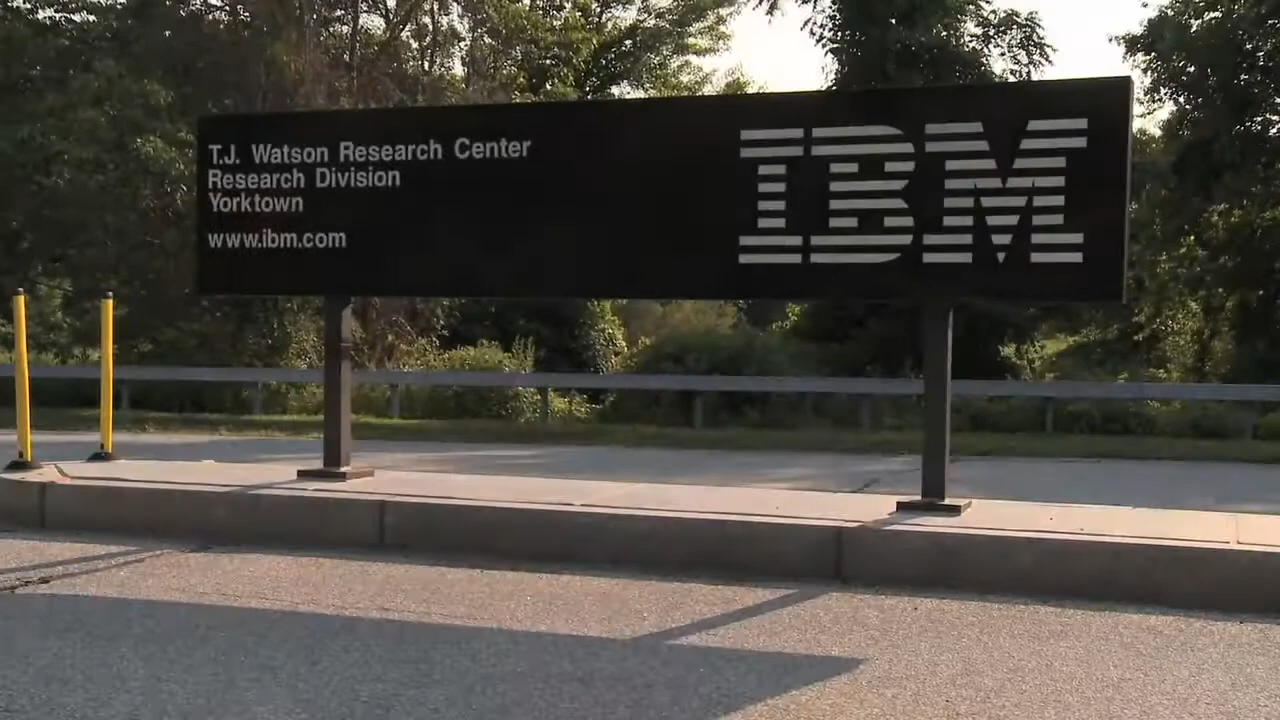 T.J. Watson Research Center
Research Division
Yorktown
www.ibm.com
IBM